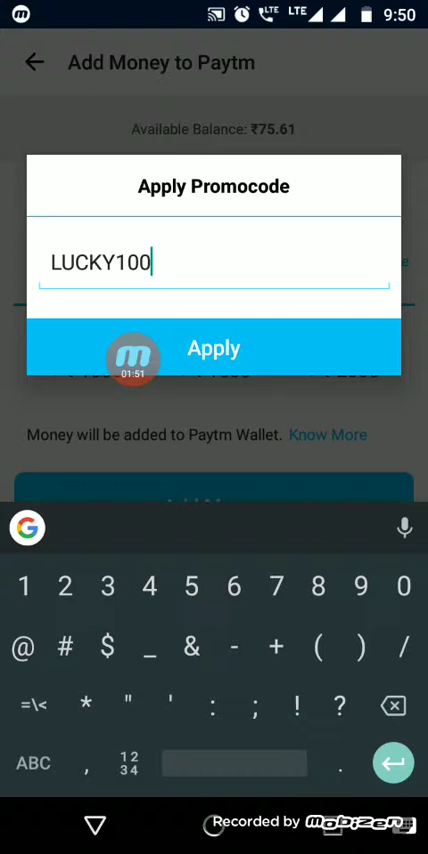 LTE LTE 9:50
Add Money to Paytm
Available Balance: ₹75.61
Apply Promocode
LUCKY100
Apply
01:51
Money will be added to Paytm Wallet. Know More
G
1 2 3 4 5 6 7 8 9 0
@ # $ _ & - + ( ) /
=\< * " ' : ; ! ?
ABC , 12 34 .
Recorded by mobizen